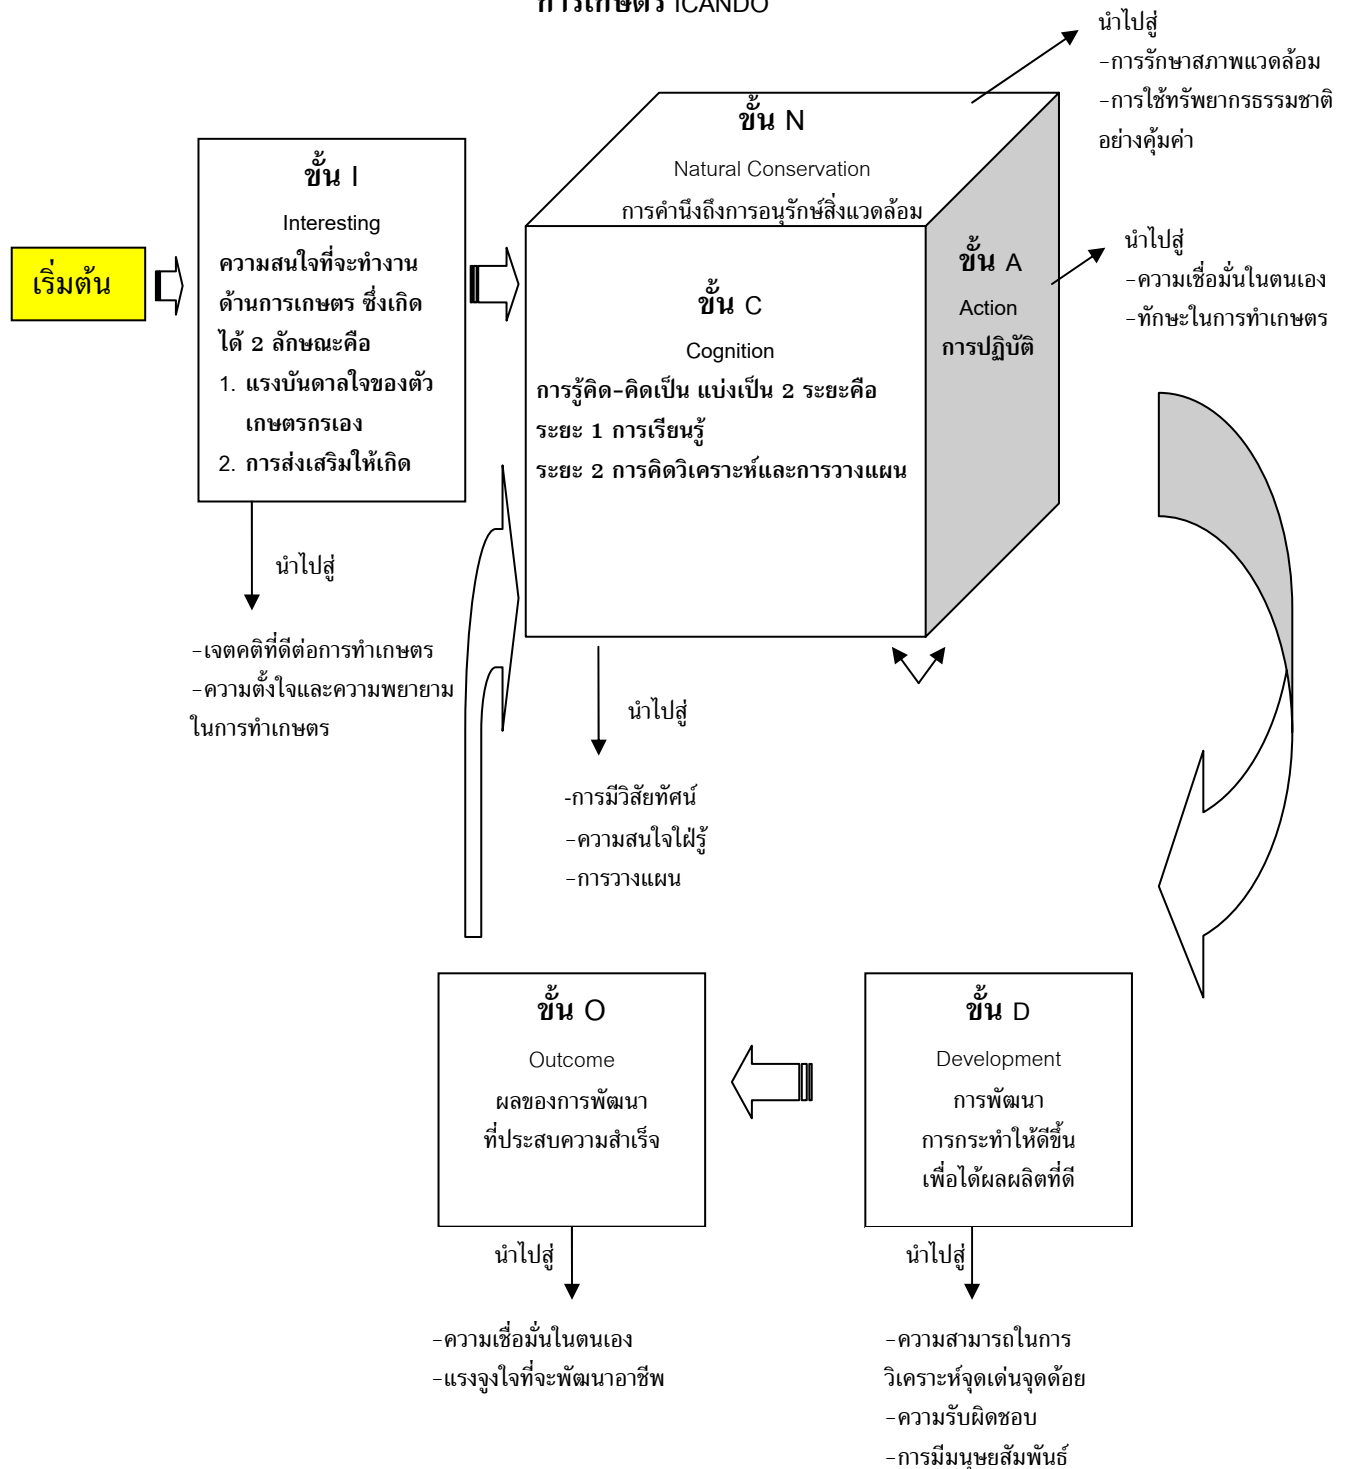 การเกษตร ICANDO
นำไปสู่
-การรักษาสภาพแวดล้อม
-การใช้ทรัพยากรธรรมชาติ
อย่างคุ้มค่า
ขั้น N
Natural Conservation
การคำนึงถึงการอนุรักษ์สิ่งแวดล้อม
เริ่มต้น
ขั้น I
Interesting
ความสนใจที่จะทำงาน
ด้านการเกษตร ซึ่งเกิด
ได้ 2 ลักษณะคือ
1. แรงบันดาลใจของตัว
เกษตรกรเอง
2. การส่งเสริมให้เกิด
ขั้น C
Cognition
การรู้คิด-คิดเป็น แบ่งเป็น 2 ระยะคือ
ระยะ 1 การเรียนรู้
ระยะ 2 การคิดวิเคราะห์และการวางแผน
ขั้น A
Action
การปฏิบัติ
นำไปสู่
-ความเชื่อมั่นในตนเอง
-ทักษะในการทำเกษตร
นำไปสู่
-เจตคติที่ดีต่อการทำเกษตร
-ความตั้งใจและความพยายาม
ในการทำเกษตร
นำไปสู่
-การมีวิสัยทัศน์
-ความสนใจใฝ่รู้
-การวางแผน
ขั้น O
Outcome
ผลของการพัฒนา
ที่ประสบความสำเร็จ
ขั้น D
Development
การพัฒนา
การกระทำให้ดีขึ้น
เพื่อได้ผลผลิตที่ดี
นำไปสู่
-ความเชื่อมั่นในตนเอง
-แรงจูงใจที่จะพัฒนาอาชีพ
นำไปสู่
-ความสามารถในการ
วิเคราะห์จุดเด่นจุดด้อย
-ความรับผิดชอบ
-การมีมนุษยสัมพันธ์